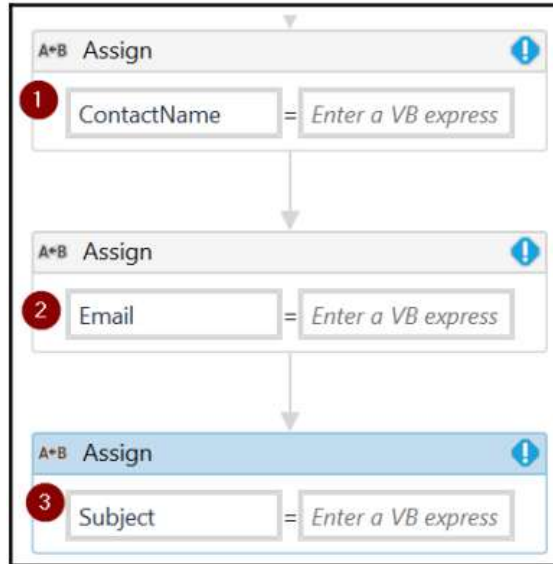 A+B Assign
1 ContactName = Enter a VB express
A+B Assign
2 Email = Enter a VB express
A+B Assign
3 Subject = Enter a VB express